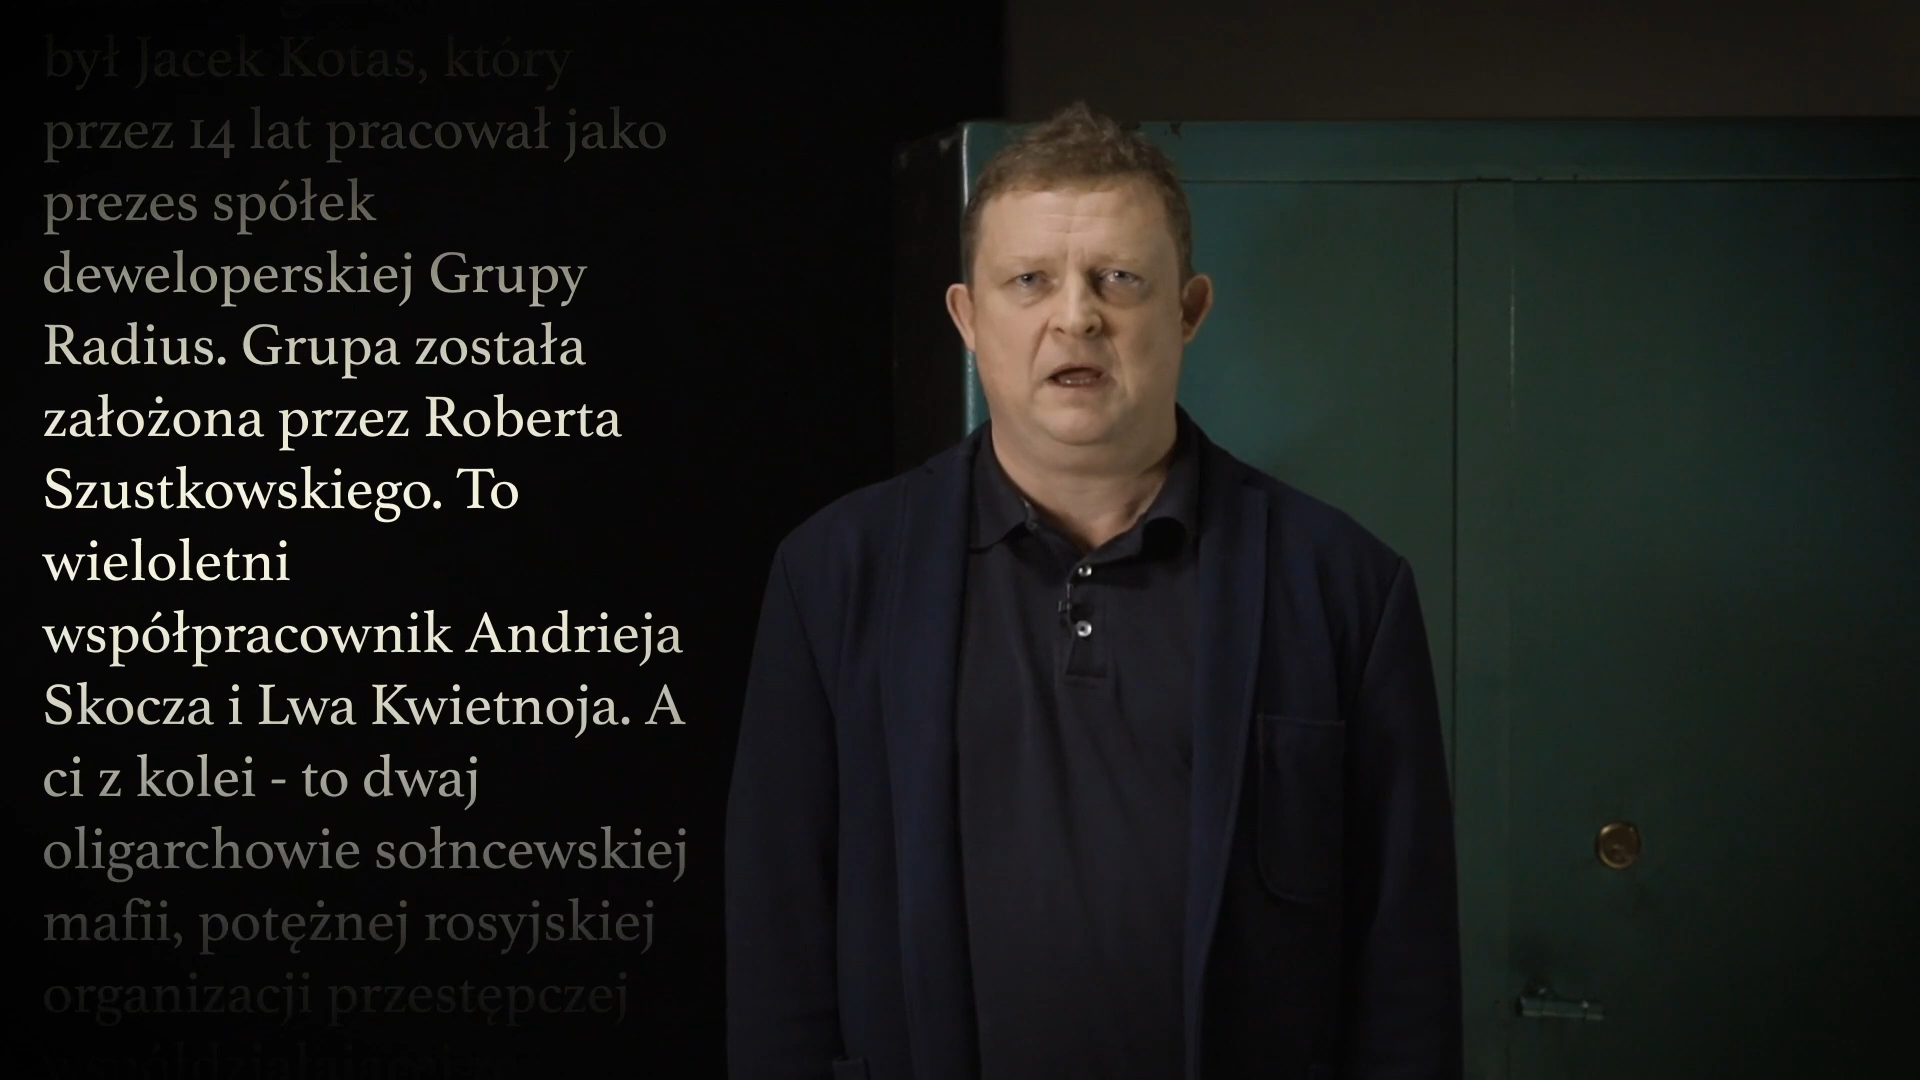 był Jacek Kotas, który
przez 14 lat pracował jako
prezes spółek
deweloperskiej Grupy
Radius. Grupa została
założona przez Roberta
Szustkowskiego. To
wieloletni
współpracownik Andrieja
Skocza i Lwa Kwietnoja. A
ci z kolei - to dwaj
oligarchowie sołncewskiej
mafii, potężnej rosyjskiej
organizacji przestępczej